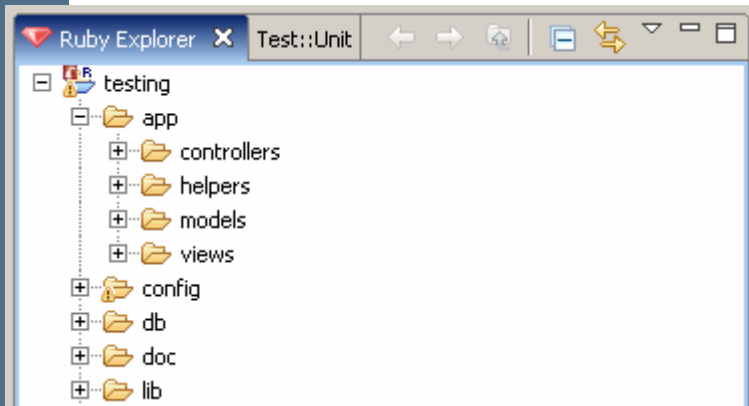 Ruby Explorer Test::Unit
testing
app
controllers
helpers
models
views
config
db
doc
lib